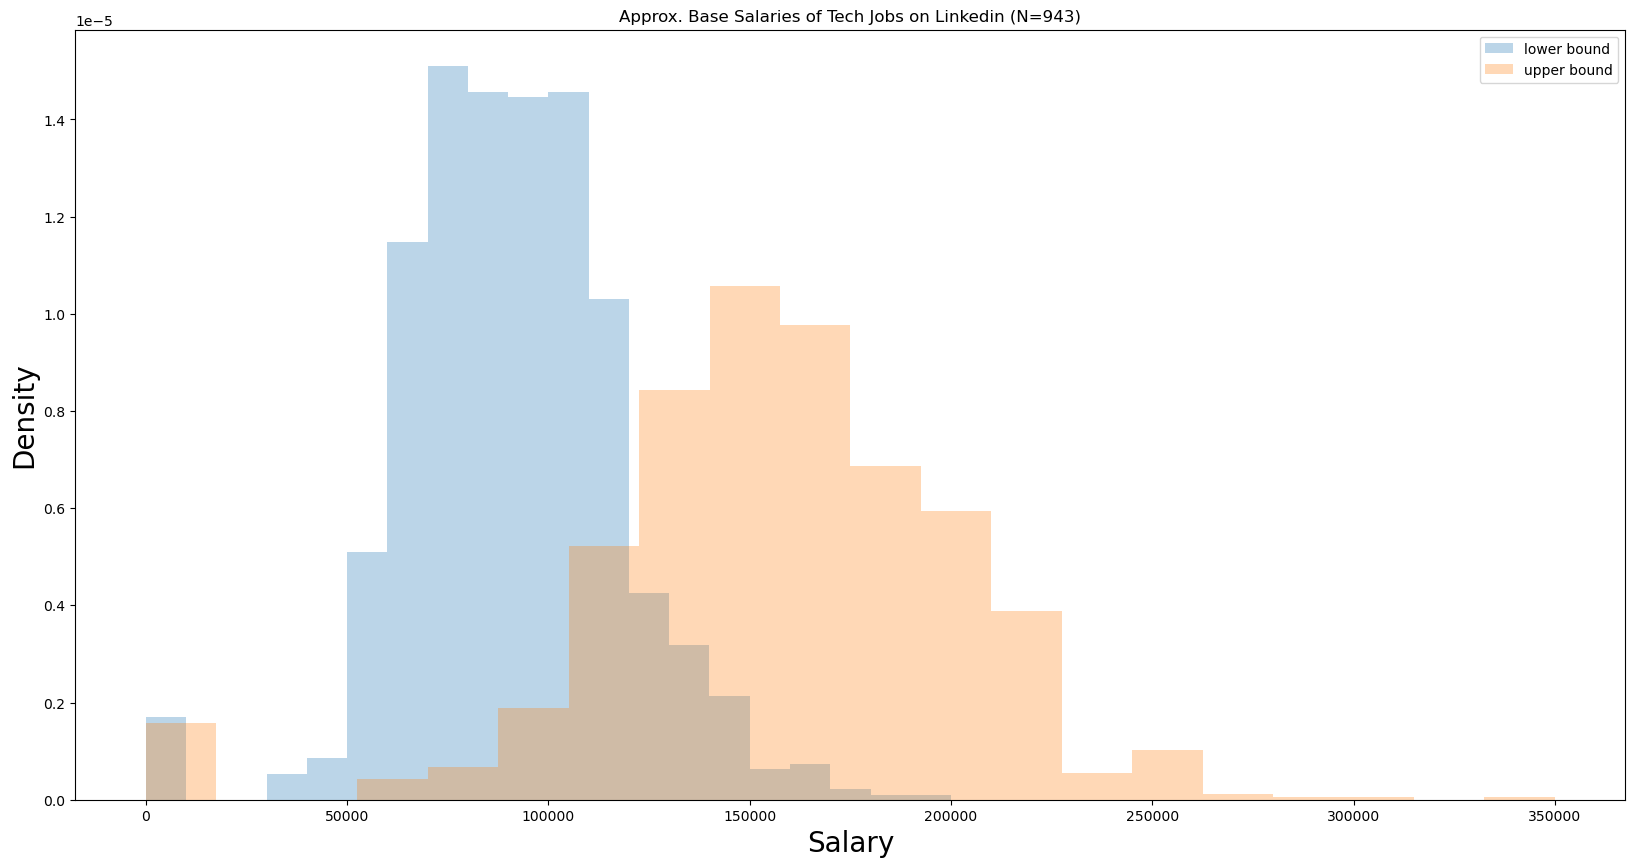 Approx. Base Salaries of Tech Jobs on Linkedin (N=943)
1e−5
lower bound
upper bound
1.4
1.2
1.0
0.8
0.6
0.4
0.2
0.0
Density
0 50000 100000 150000 200000 250000 300000 350000
Salary